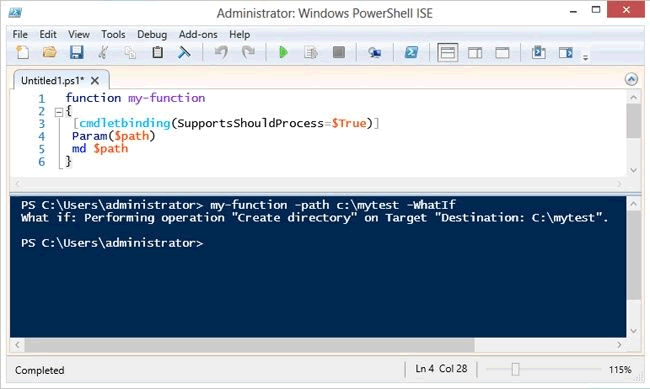 Administrator: Windows PowerShell ISE
File Edit View Tools Debug Add-ons Help
Untitled1.ps1*
1 function my-function
2 {
3 [cmdletbinding(SupportsShouldProcess=$True)]
4 Param($path)
5 md $path
6 }
PS C:\Users\administrator> my-function -path c:\mytest -WhatIf
What if: Performing operation "Create directory" on Target "Destination: C:\mytest".
PS C:\Users\administrator>
Completed Ln 4 Col 28 115%